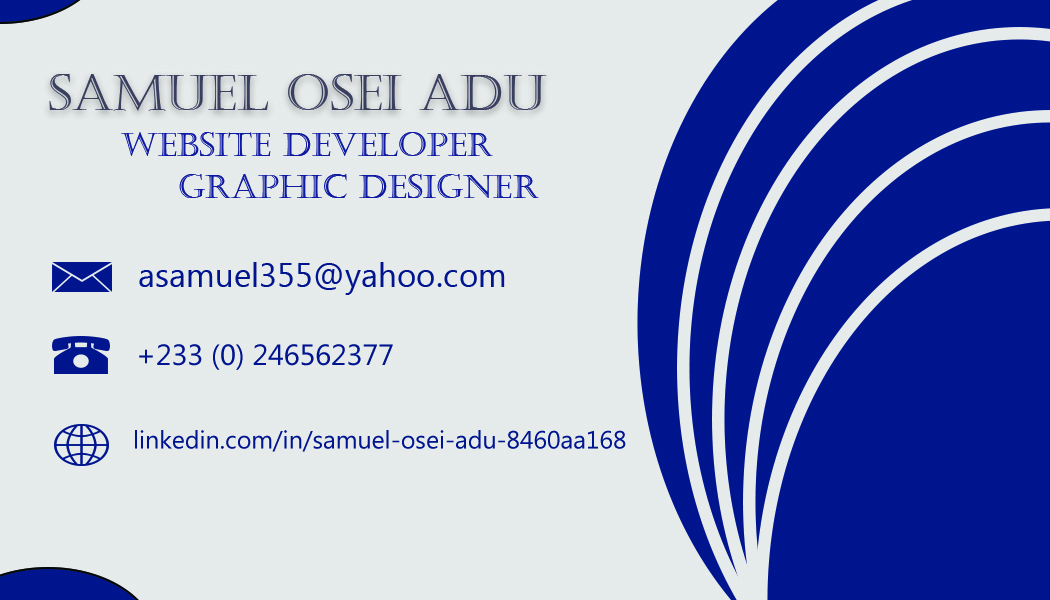 SAMUEL OSEI ADU
WEBSITE DEVELOPER
GRAPHIC DESIGNER
asamuel355@yahoo.com
+233 (0) 246562377
linkedin.com/in/samuel-osei-adu-8460aa168